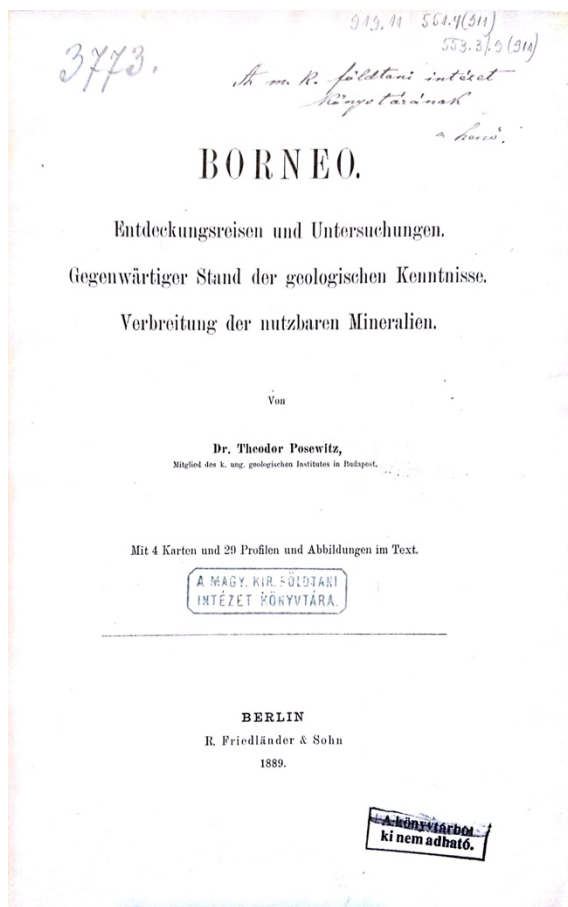 919.11 551.4(911)
553.3/.9(911)
3773.
A m. k. földtani intézet
könyvtárának
a
BORNEO.
Entdeckungsreisen und Untersuchungen.
Gegenwärtiger Stand der geologischen Kenntnisse.
Verbreitung der nutzbaren Mineralien.
Von
Dr. Theodor Posewitz,
Mitglied des k. ung. geologischen Institutes in Budapest.
Mit 4 Karten und 29 Profilen und Abbildungen im Text.
A MAGY. KIR. FÖLDTANI
INTÉZET KÖNYVTÁRA.
BERLIN
R. Friedländer & Sohn
1889.
A könyvtárból
ki nem adható.